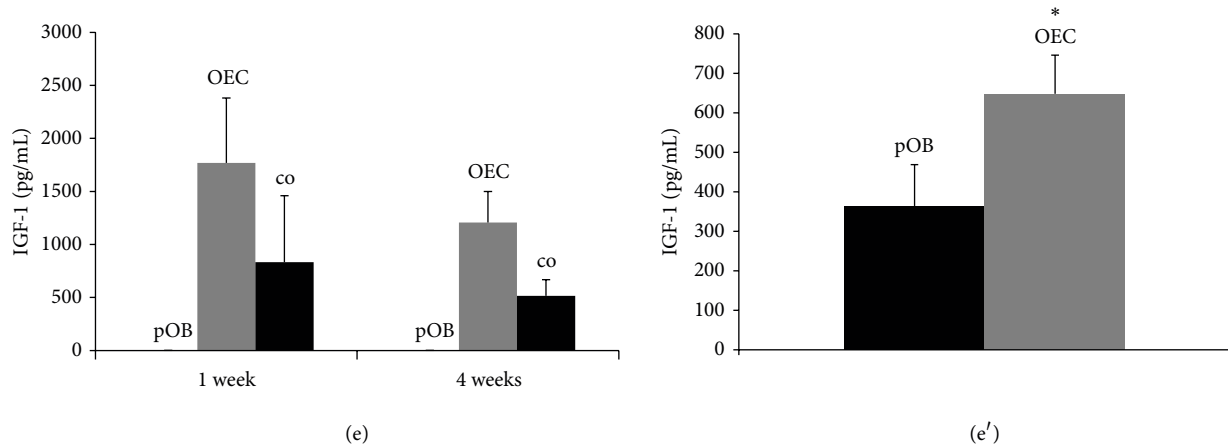 3000
2500
2000
1500
1000
500
0
IGF-1 (pg/mL)
OEC
co
pOB
OEC
co
pOB
1 week
4 weeks
(e)
800
700
600
500
400
300
200
100
0
IGF-1 (pg/mL)
*
OEC
pOB
(e′)